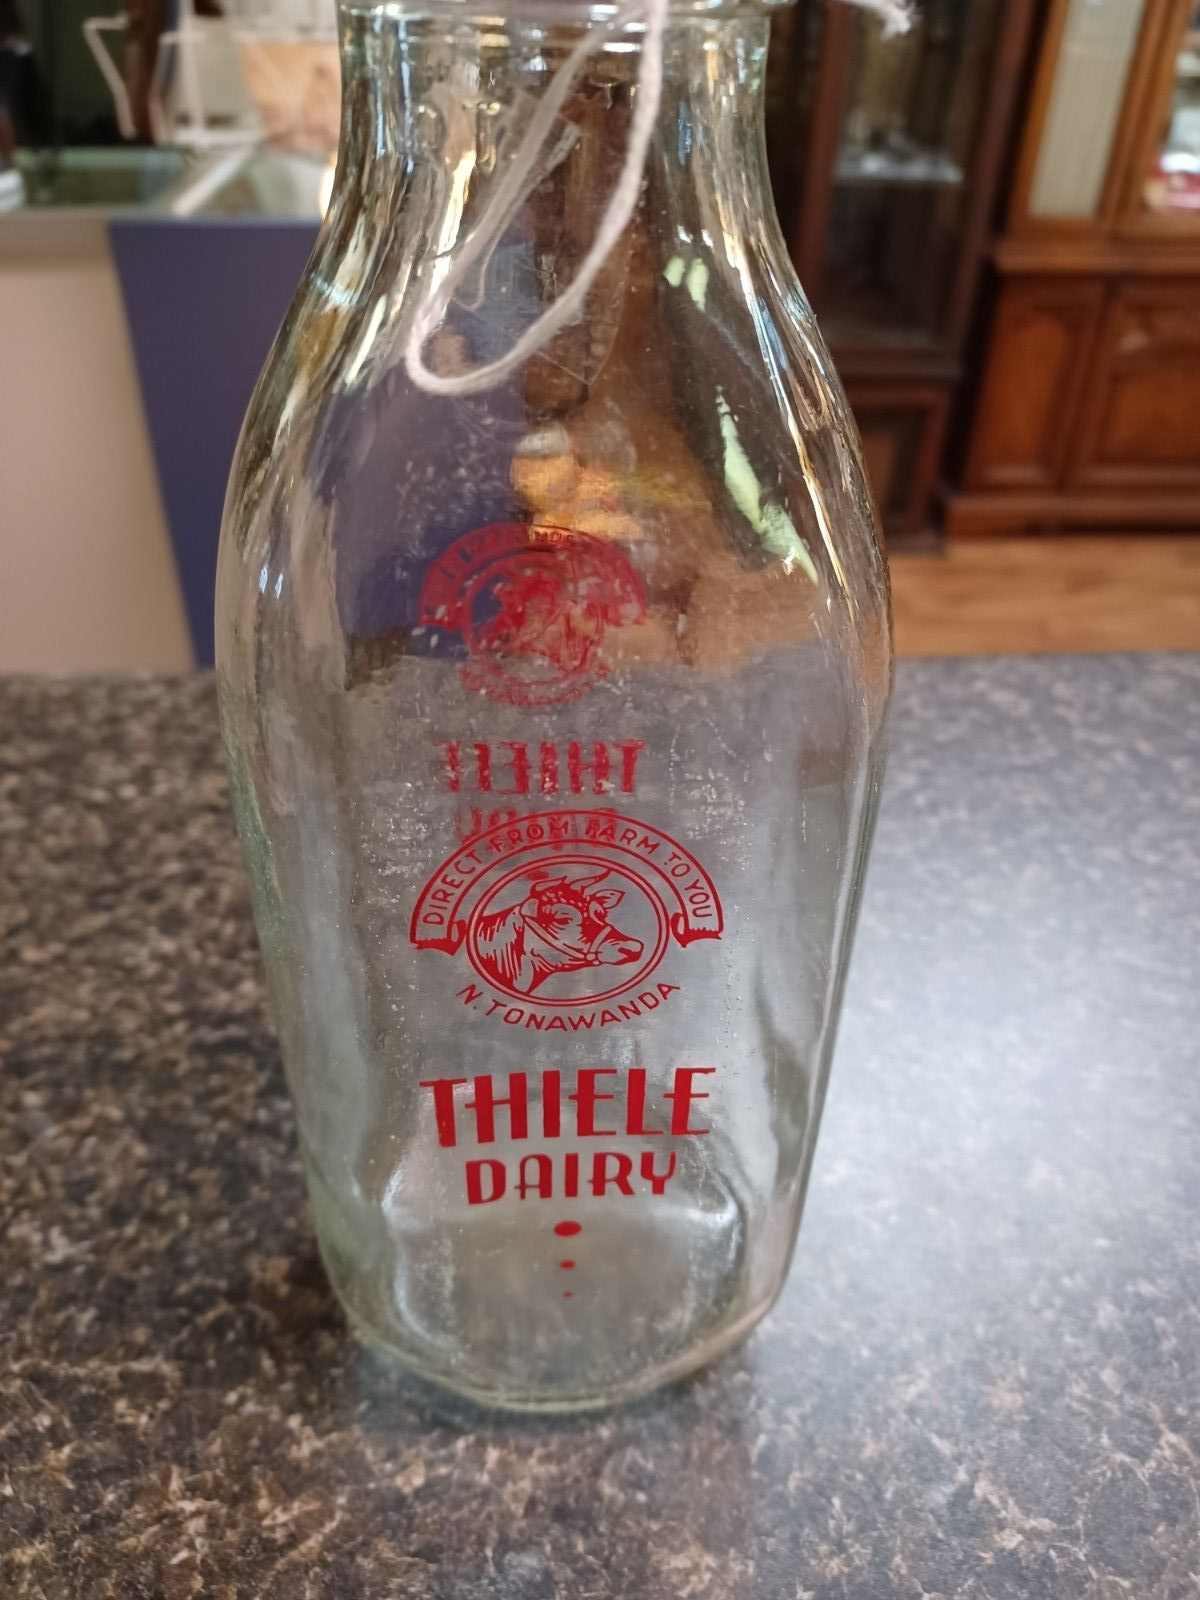 DIRECT FROM FARM TO YOU
N. TONAWANDA
THIELE
DAIRY